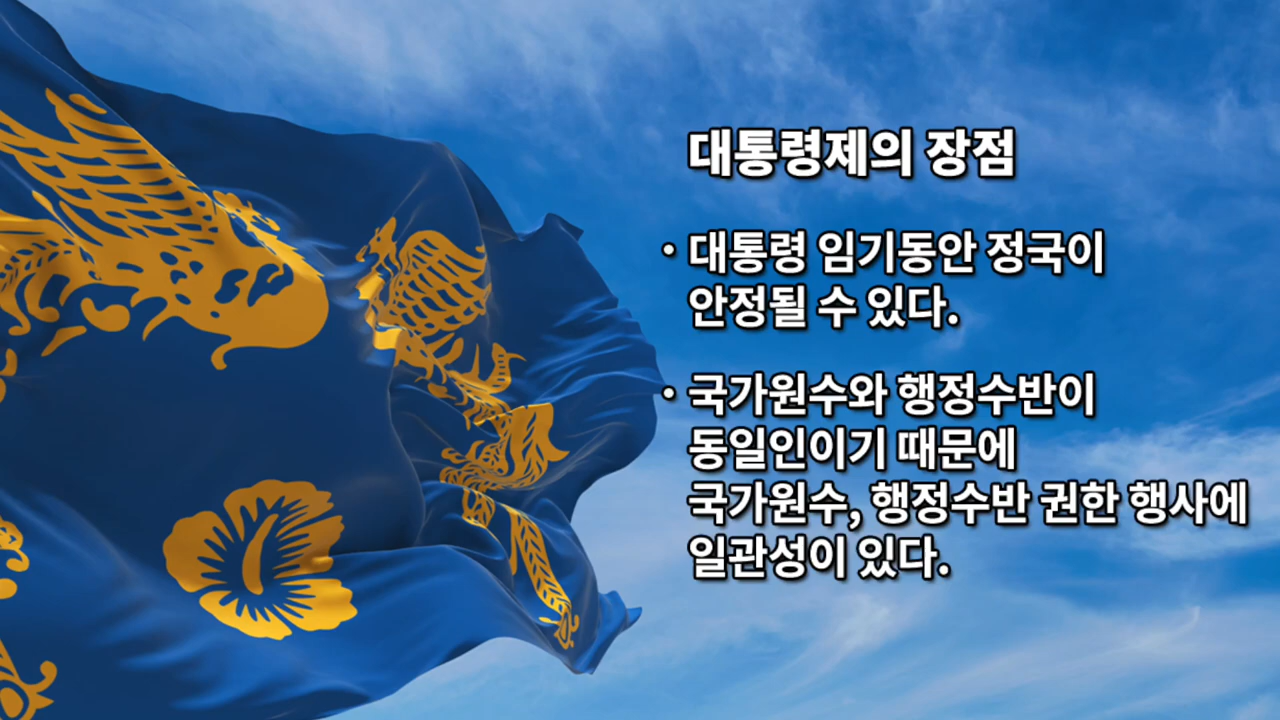 대통령제의 장점
· 대통령 임기동안 정국이
안정될 수 있다.
· 국가원수와 행정수반이
동일인이기 때문에
국가원수, 행정수반 권한 행사에
일관성이 있다.